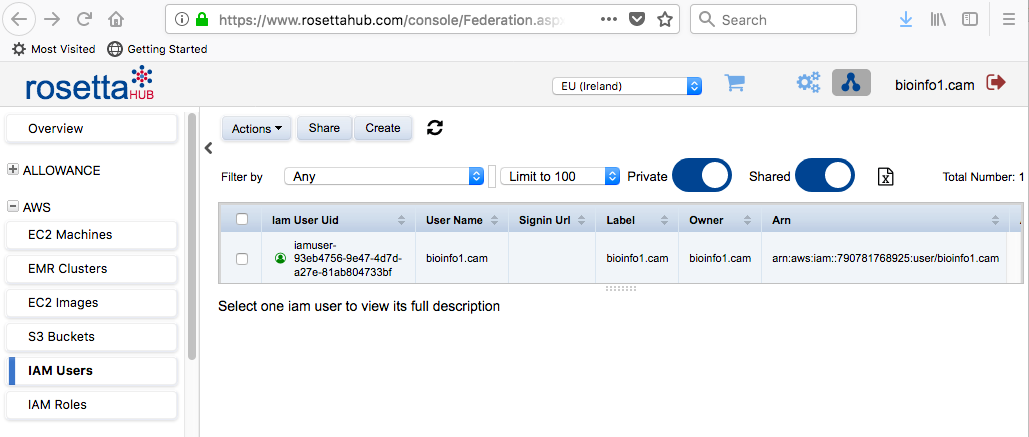 https://www.rosettahub.com/console/Federation.asp
Search
Most Visited
Getting Started
rosetta HUB
EU (Ireland)
bioinfo1.cam
Overview
ALLOWANCE
AWS
EC2 Machines
EMR Clusters
EC2 Images
S3 Buckets
IAM Users
IAM Roles
Actions
Share
Create
Filter by
Any
Limit to 100
Private
Shared
Total Number: 1
Iam User Uid
User Name
Signin Url
Label
Owner
Arn
iamuser-
93eb4756-9e47-4d7d-
a27e-81ab804733bf
bioinfo1.cam
bioinfo1.cam
bioinfo1.cam
arn:aws:iam::790781768925:user/bioinfo1.cam
Select one iam user to view its full description